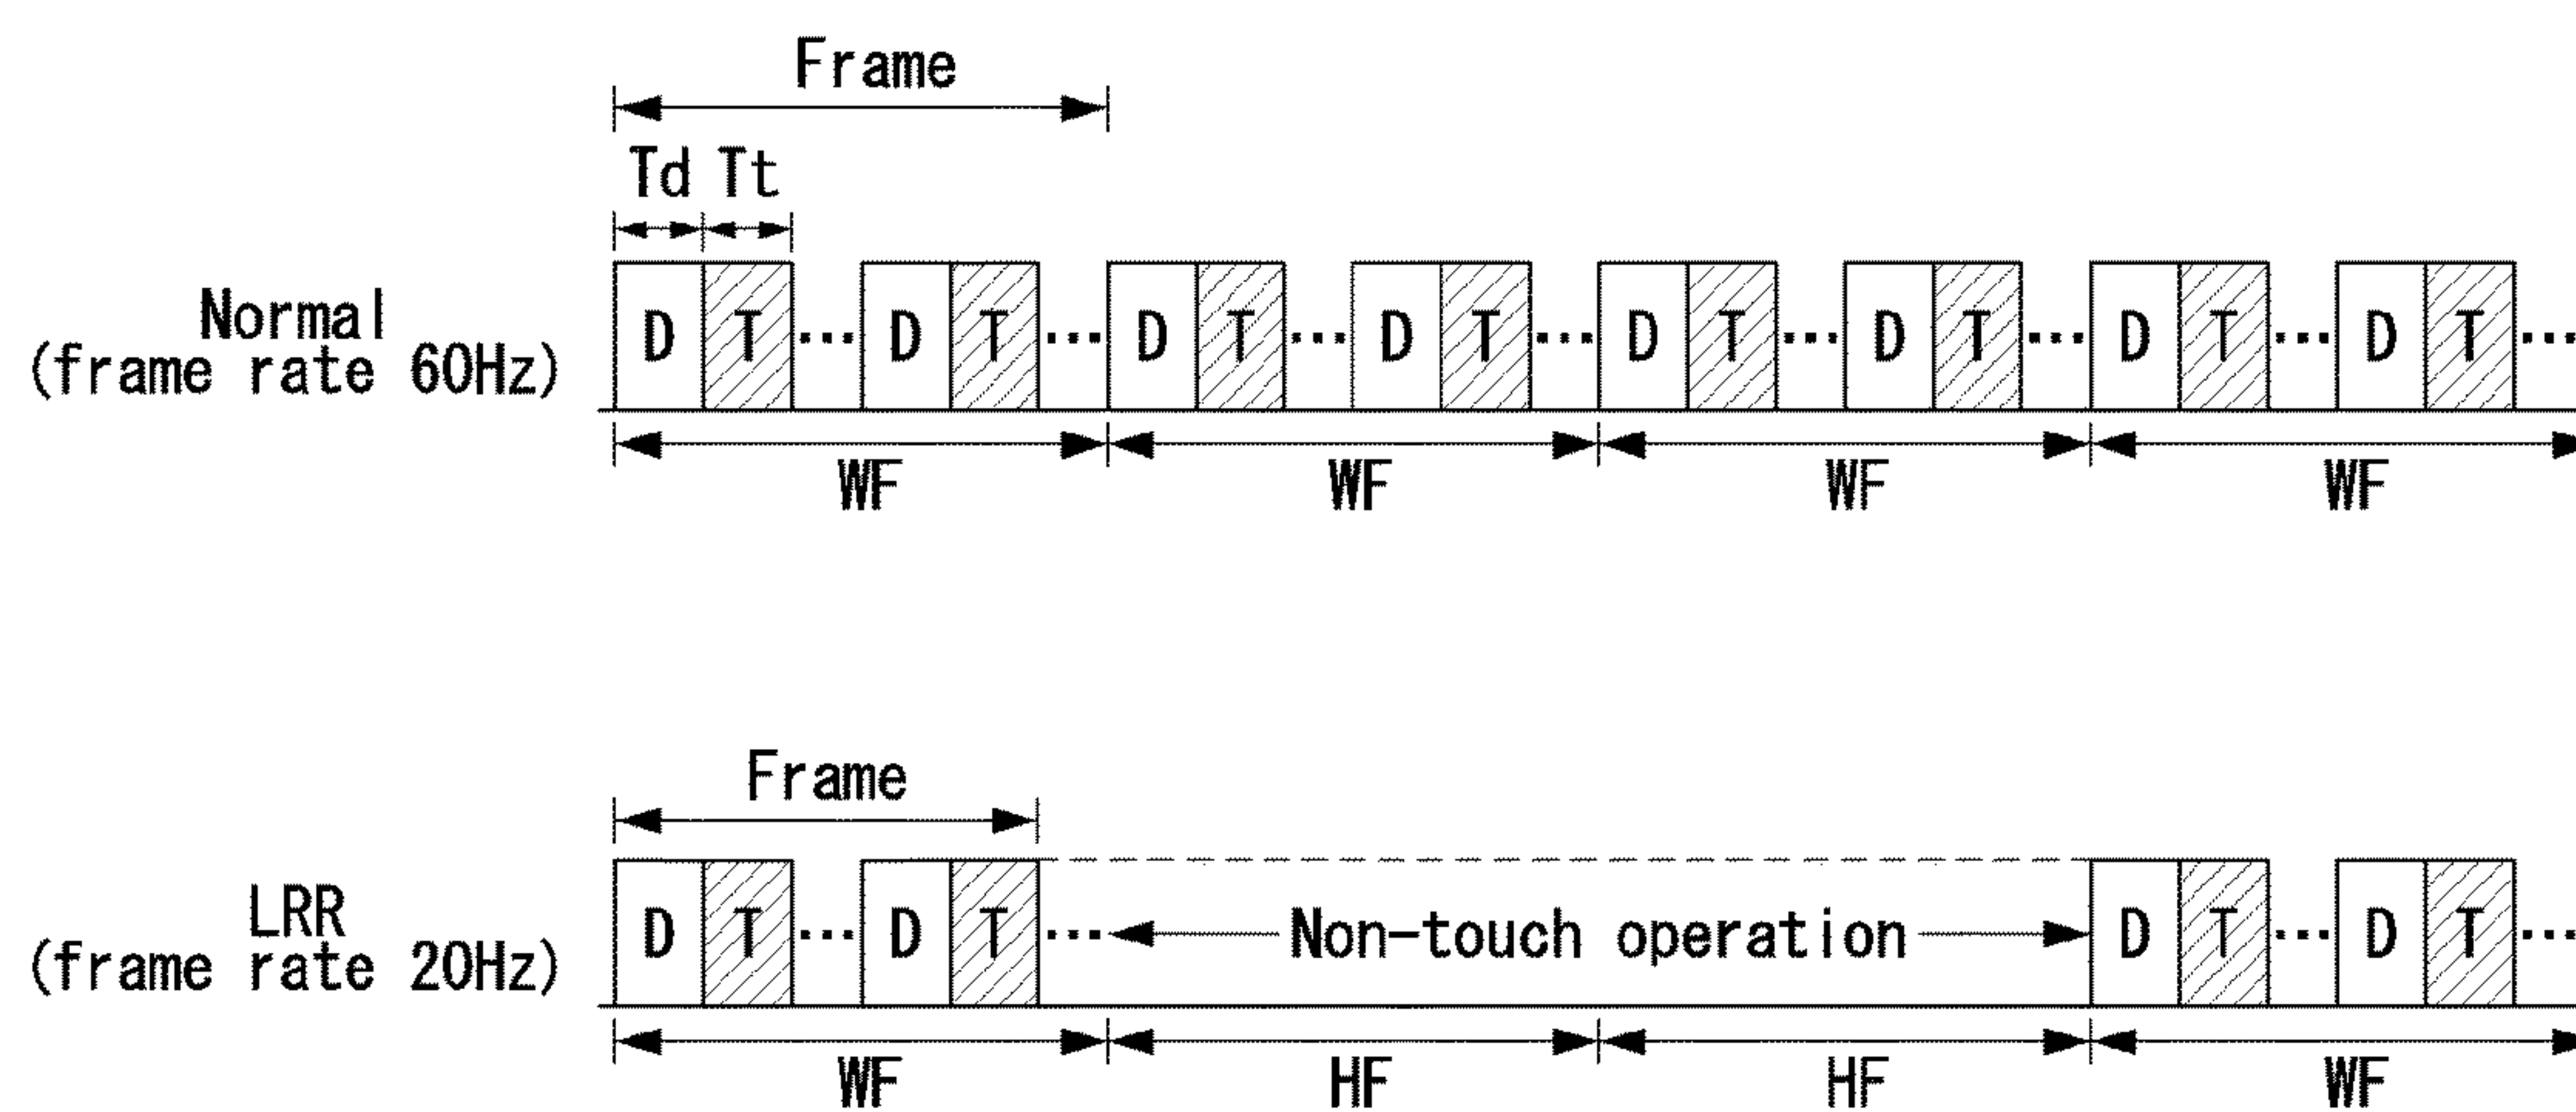 Frame
Td Tt
Normal
(frame rate 60Hz)
D T ... D T ... D T ... D T ... D T ... D T ... D T ... D T ...
WF WF WF WF
Frame
LRR
(frame rate 20Hz)
D T ... D T ... Non-touch operation D T ... D T ...
WF HF HF WF